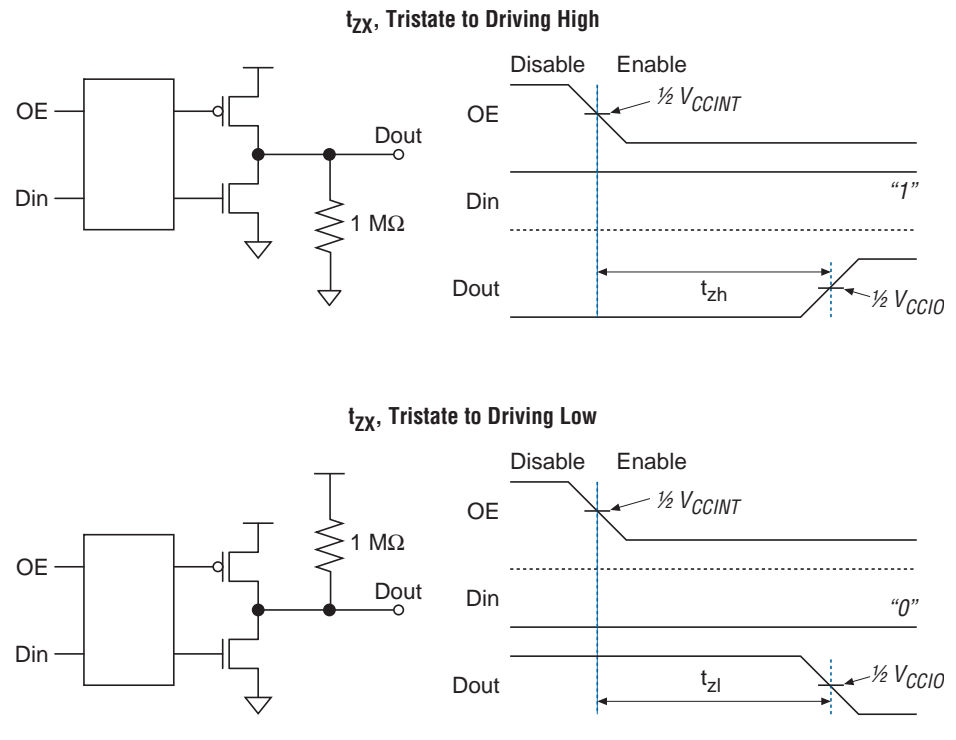 tZX, Tristate to Driving High
Disable Enable
OE
½ VCCINT
OE
Dout
Din
1 MΩ
Din
"1"
Dout
tzh
½ VCCIO
tZX, Tristate to Driving Low
Disable Enable
OE
½ VCCINT
1 MΩ
OE
Dout
Din
"0"
Din
Dout
tzl
½ VCCIO